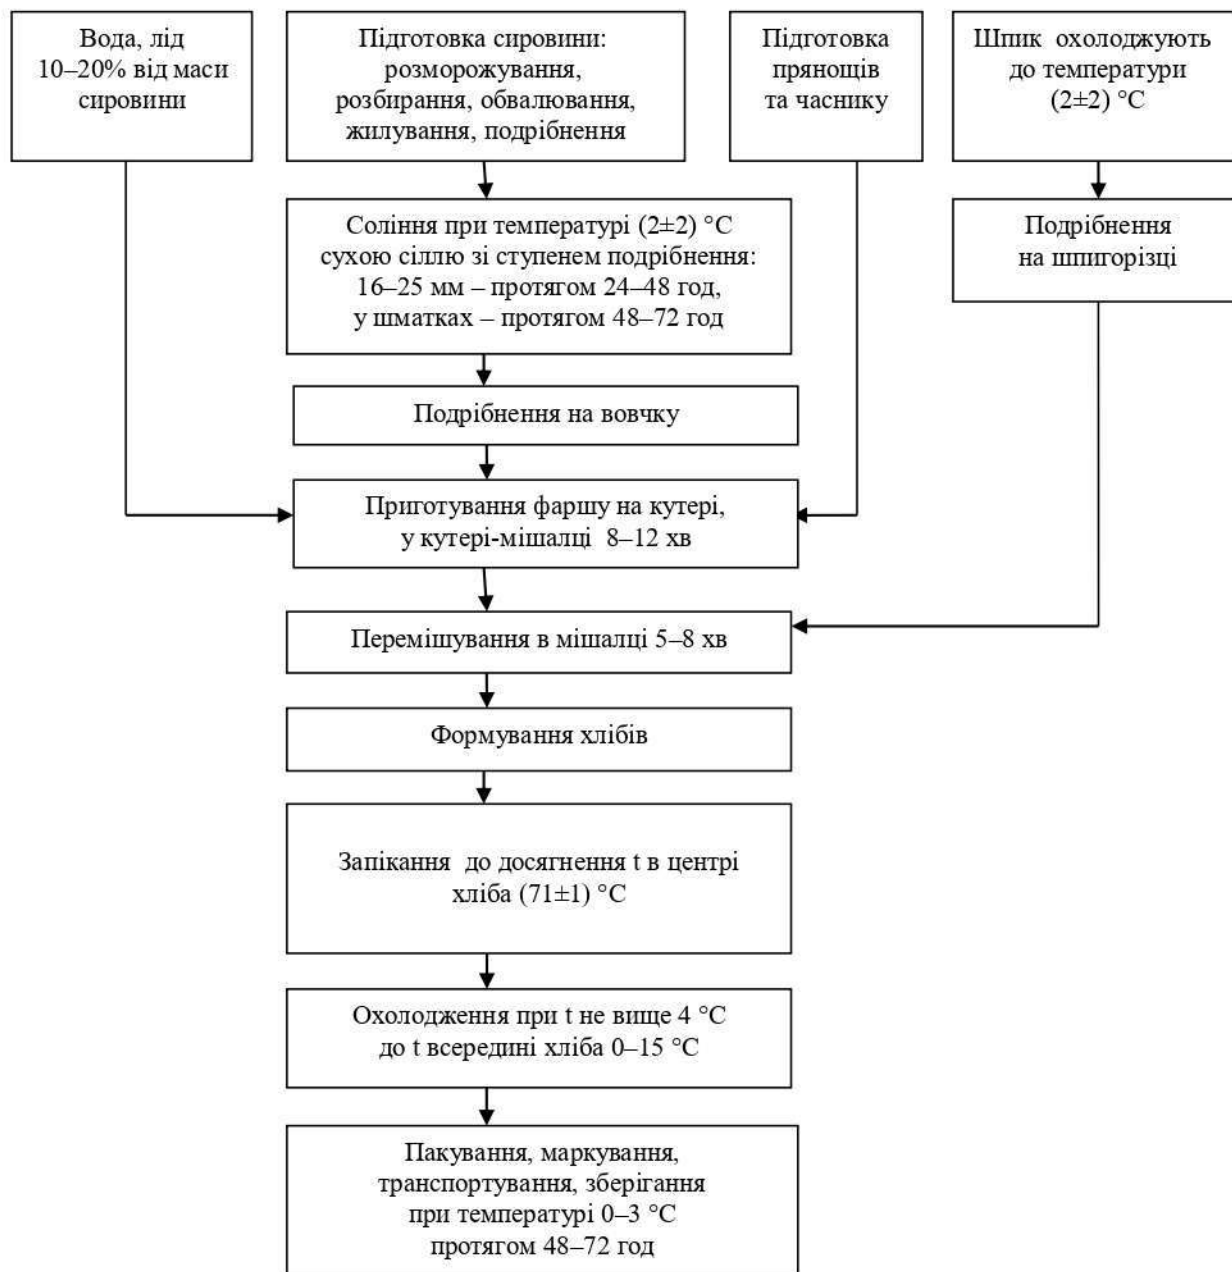 Вода, лід
10–20% від маси
сировини
Підготовка сировини:
розморожування,
розбирання, обвалювання,
жилування, подрібнення
Підготовка
прянощів
та часнику
Шпик охолоджують
до температури
(2±2) °С
Соління при температурі (2±2) °С
сухою сіллю зі ступенем подрібнення:
16–25 мм – протягом 24–48 год,
у шматках – протягом 48–72 год
Подрібнення
на шпигорізці
Подрібнення на вовчку
Приготування фаршу на кутері,
у кутері-мішалці 8–12 хв
Перемішування в мішалці 5–8 хв
Формування хлібів
Запікання до досягнення t в центрі
хліба (71±1) °С
Охолодження при t не вище 4 °С
до t всередині хліба 0–15 °С
Пакування, маркування,
транспортування, зберігання
при температурі 0–3 °С
протягом 48–72 год